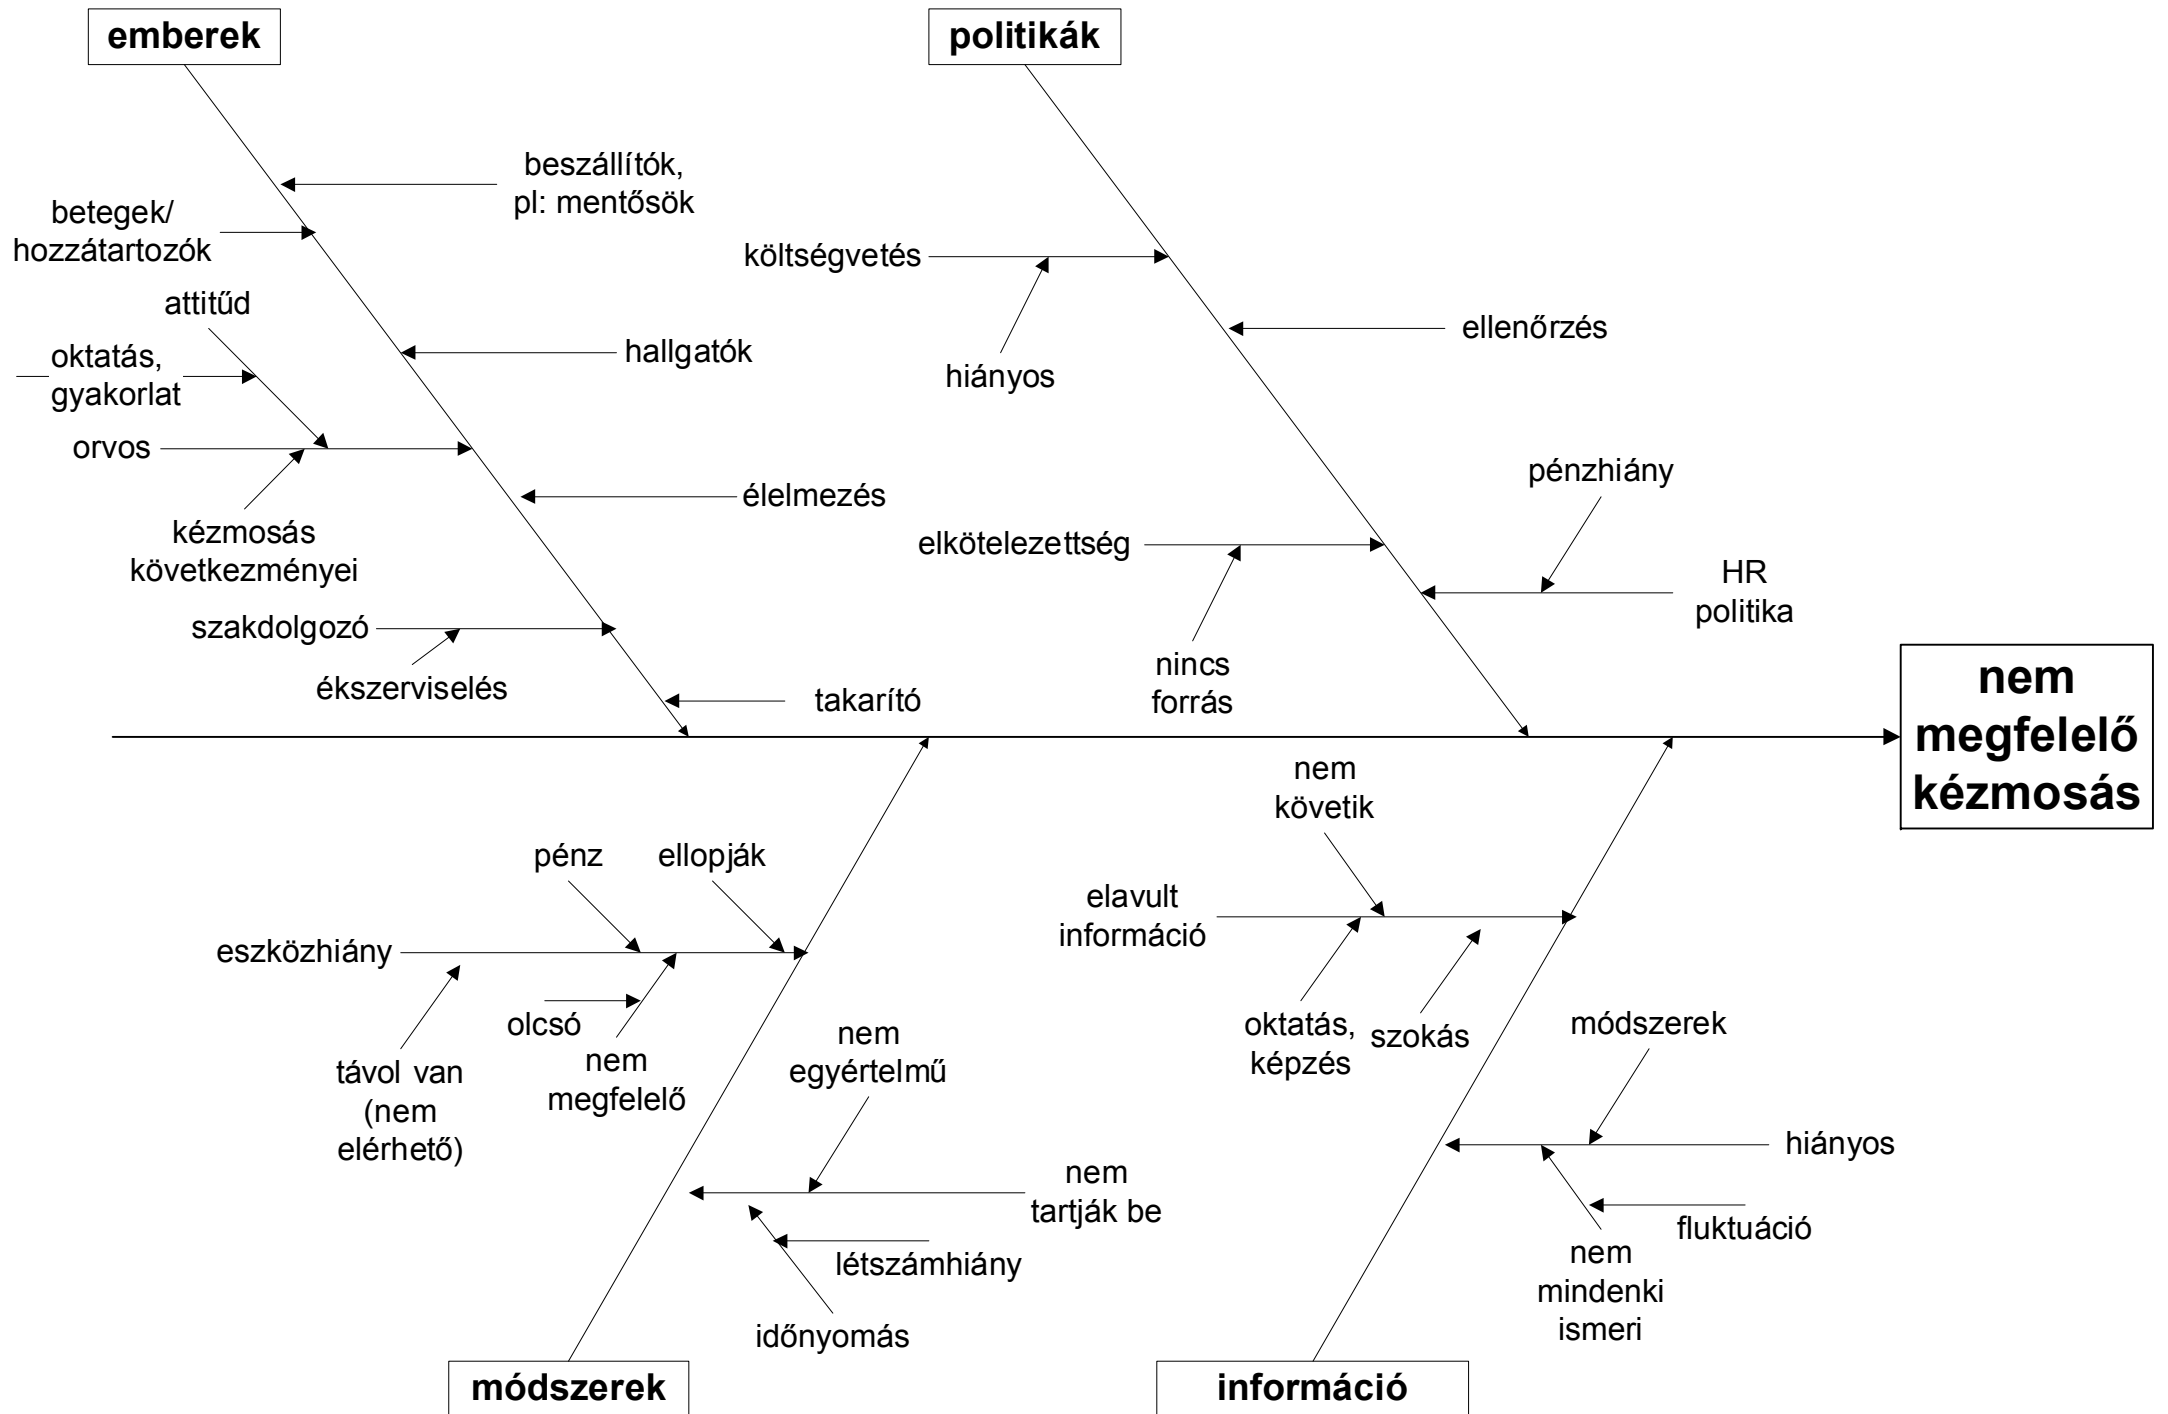 emberek
politikák
beszállítók,
pl: mentősök
betegek/
hozzátartozók
költségvetés
attitűd
ellenőrzés
oktatás,
gyakorlat
hallgatók
hiányos
orvos
pénzhiány
élelmezés
kézmosás
következményei
elkötelezettség
HR
politika
szakdolgozó
ékszerviselés
nincs
forrás
takarító
nem
megfelelő
kézmosás
nem
követik
pénz
ellopják
elavult
információ
eszközhiány
olcsó
nem
megfelelő
nem
egyértelmű
oktatás,
képzés
szokás
módszerek
távol van
(nem
elérhető)
hiányos
nem
tartják be
fluktuáció
létszámhiány
nem
mindenki
ismeri
időnyomás
módszerek
információ